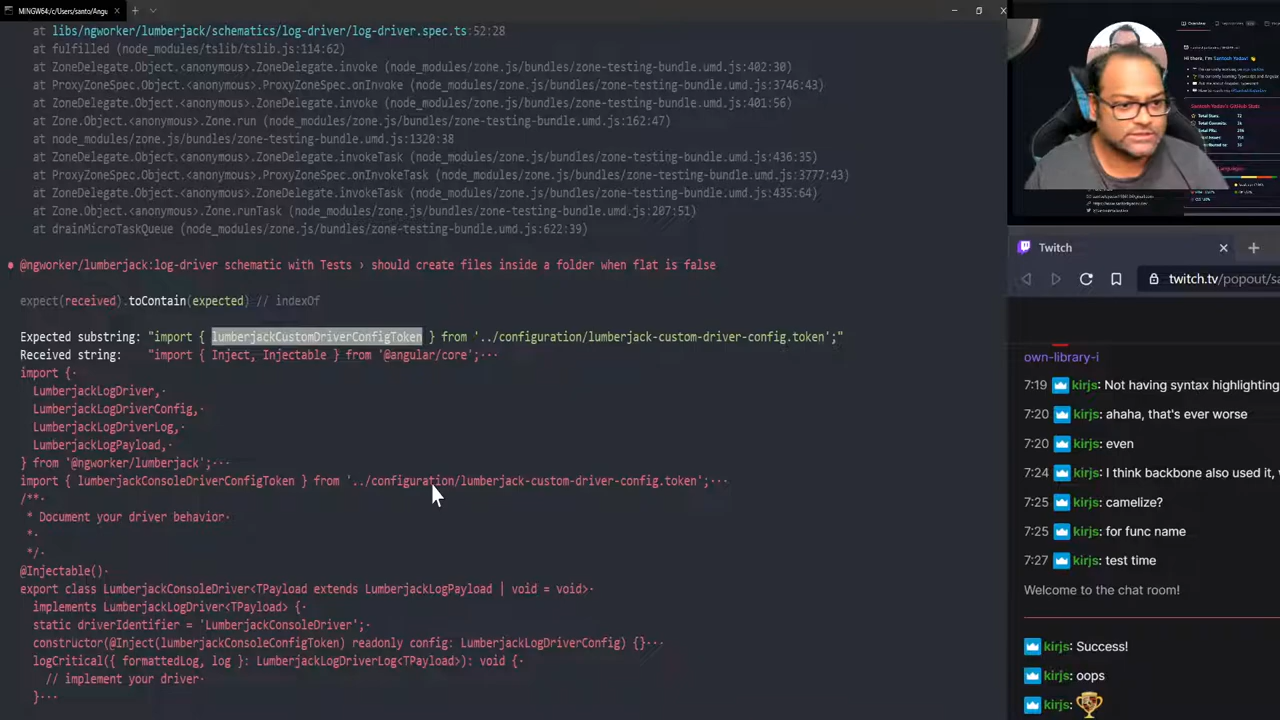 MINGW64:/c/Users/santo/Angu
at libs/ngworker/lumberjack/schematics/log-driver/log-driver.spec.ts:52:28
at fulfilled (node_modules/tslib/tslib.js:114:62)
at ZoneDelegate.Object.<anonymous>.ZoneDelegate.invoke (node_modules/zone.js/bundles/zone-testing-bundle.umd.js:402:30)
at ProxyZoneSpec.Object.<anonymous>.ProxyZoneSpec.onInvoke (node_modules/zone.js/bundles/zone-testing-bundle.umd.js:3746:43)
at ZoneDelegate.Object.<anonymous>.ZoneDelegate.invoke (node_modules/zone.js/bundles/zone-testing-bundle.umd.js:401:56)
at Zone.Object.<anonymous>.Zone.run (node_modules/zone.js/bundles/zone-testing-bundle.umd.js:162:47)
at node_modules/zone.js/bundles/zone-testing-bundle.umd.js:1320:38
at ZoneDelegate.Object.<anonymous>.ZoneDelegate.invokeTask (node_modules/zone.js/bundles/zone-testing-bundle.umd.js:436:35)
at ProxyZoneSpec.Object.<anonymous>.ProxyZoneSpec.onInvokeTask (node_modules/zone.js/bundles/zone-testing-bundle.umd.js:3777:43)
at ZoneDelegate.Object.<anonymous>.ZoneDelegate.invokeTask (node_modules/zone.js/bundles/zone-testing-bundle.umd.js:435:64)
at Zone.Object.<anonymous>.Zone.runTask (node_modules/zone.js/bundles/zone-testing-bundle.umd.js:207:51)
at drainMicroTaskQueue (node_modules/zone.js/bundles/zone-testing-bundle.umd.js:622:39)
● @ngworker/lumberjack:log-driver schematic with Tests › should create files inside a folder when flat is false
expect(received).toContain(expected) // indexOf
Expected substring: "import { lumberjackCustomDriverConfigToken } from '../configuration/lumberjack-custom-driver-config.token';"
Received string:    "import { Inject, Injectable } from '@angular/core';···
import {·
LumberjackLogDriver,·
LumberjackLogDriverConfig,·
LumberjackLogDriverLog,·
LumberjackLogPayload,·
} from '@ngworker/lumberjack';···
import { lumberjackConsoleDriverConfigToken } from '../configuration/lumberjack-custom-driver-config.token';···
/**·
* Document your driver behavior·
*·
*/·
@Injectable()·
export class LumberjackConsoleDriver<TPayload extends LumberjackLogPayload | void = void>·
implements LumberjackLogDriver<TPayload> {·
static driverIdentifier = 'LumberjackConsoleDriver';·
constructor(@Inject(lumberjackConsoleConfigToken) readonly config: LumberjackLogDriverConfig) {}···
logCritical({ formattedLog, log }: LumberjackLogDriverLog<TPayload>): void {·
// implement your driver·
}···
Overview
Hi there, I'm Santosh Yadav
Santosh Yadav's GitHub Stats
Twitch
twitch.tv/popout/sa
own-library-i
7:19 kirjs: Not having syntax highlighting
7:20 kirjs: ahaha, that's ever worse
7:20 kirjs: even
7:24 kirjs: I think backbone also used it,
7:25 kirjs: camelize?
7:25 kirjs: for func name
7:27 kirjs: test time
Welcome to the chat room!
kirjs: Success!
kirjs: oops
kirjs: